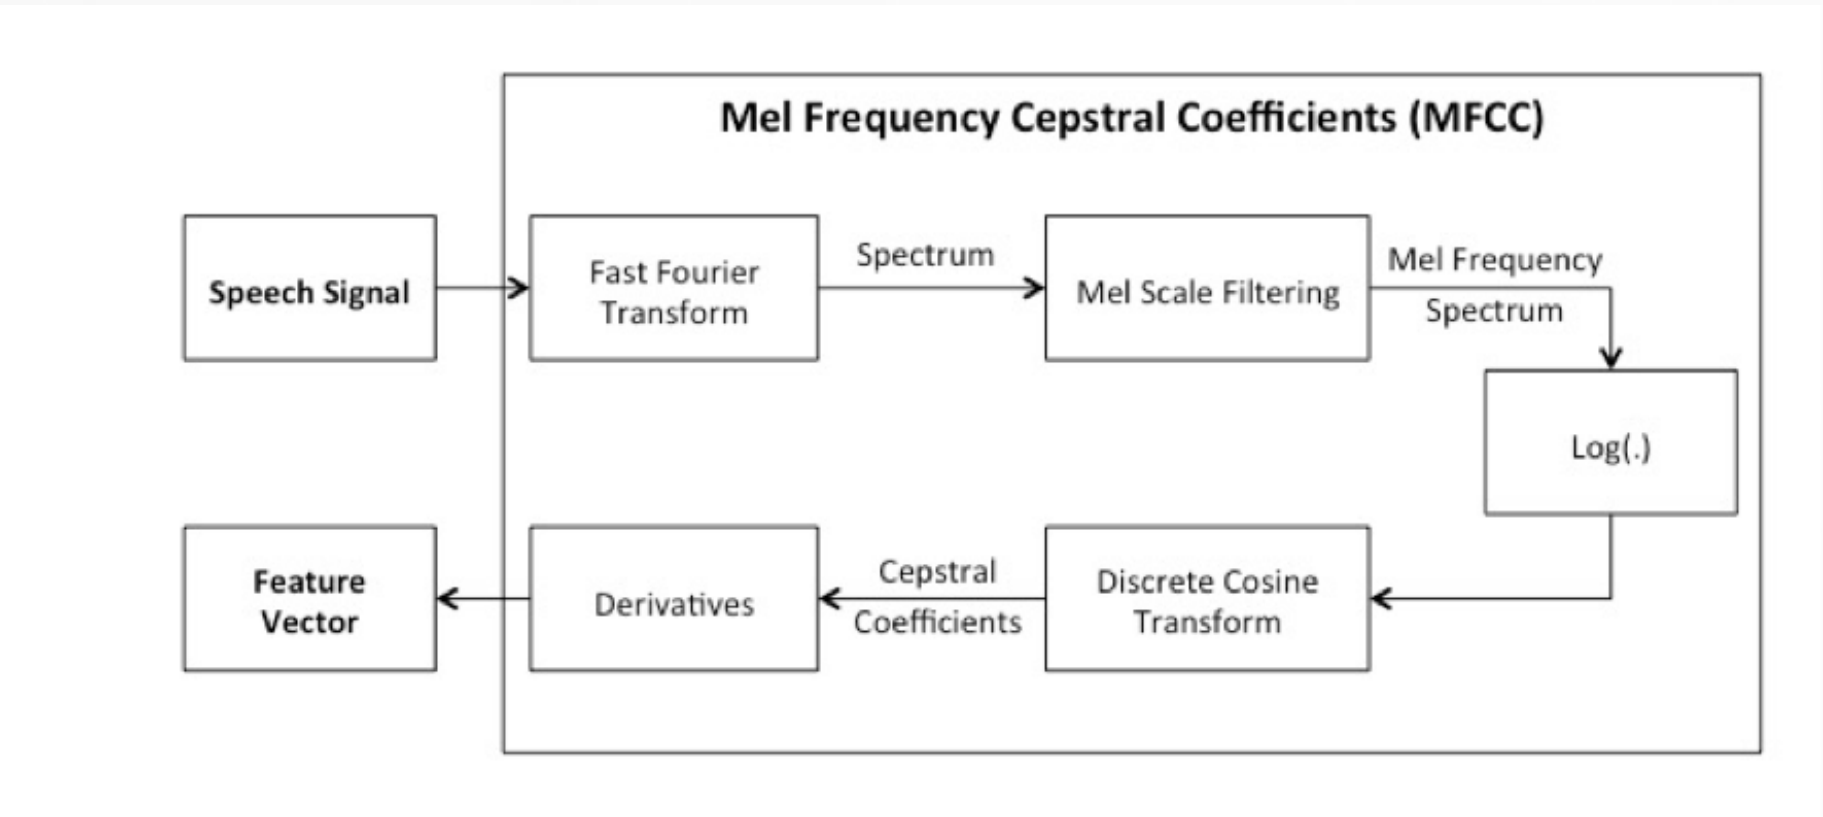 Mel Frequency Cepstral Coefficients (MFCC)
Speech Signal
Fast Fourier
Transform
Spectrum
Mel Scale Filtering
Mel Frequency
Spectrum
Log(.)
Discrete Cosine
Transform
Cepstral
Coefficients
Derivatives
Feature
Vector